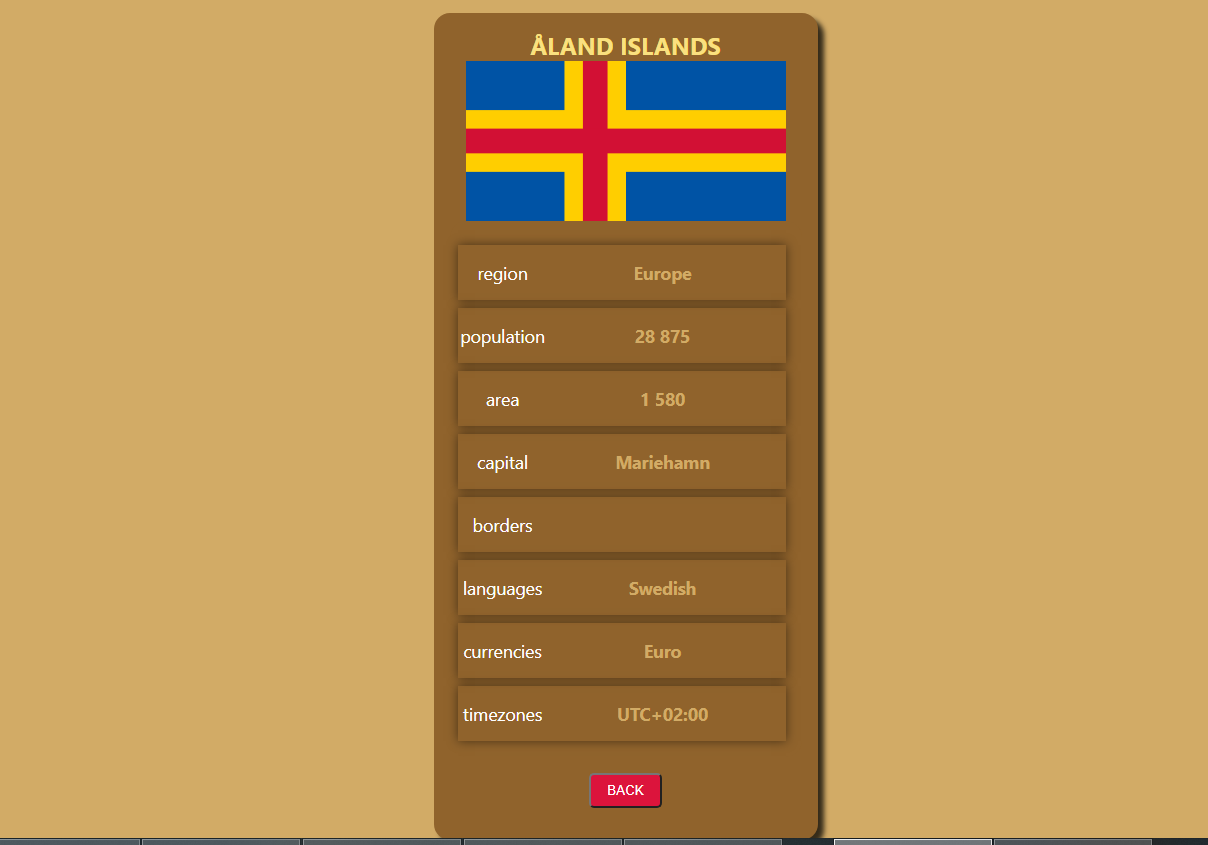 ÅLAND ISLANDS
region Europe
population 28 875
area 1 580
capital Mariehamn
borders
languages Swedish
currencies Euro
timezones UTC+02:00
BACK